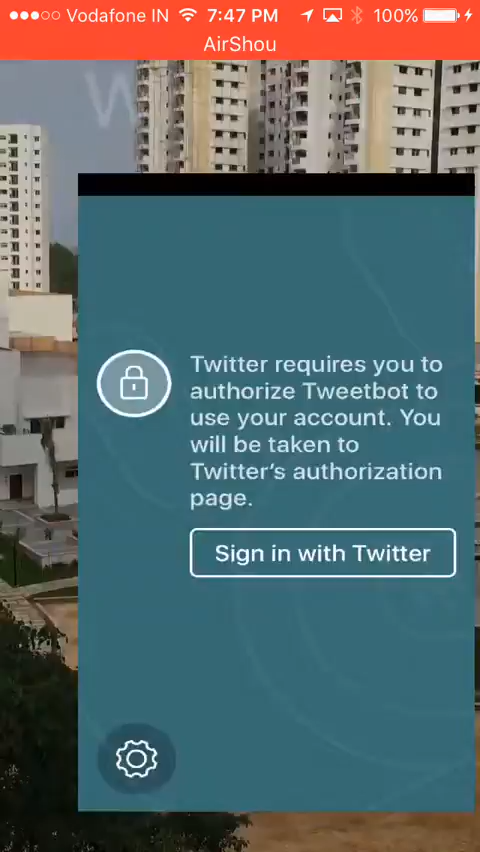 Vodafone IN 7:47 PM 100%
AirShou
W
Twitter requires you to
authorize Tweetbot to
use your account. You
will be taken to
Twitter's authorization
page.
Sign in with Twitter